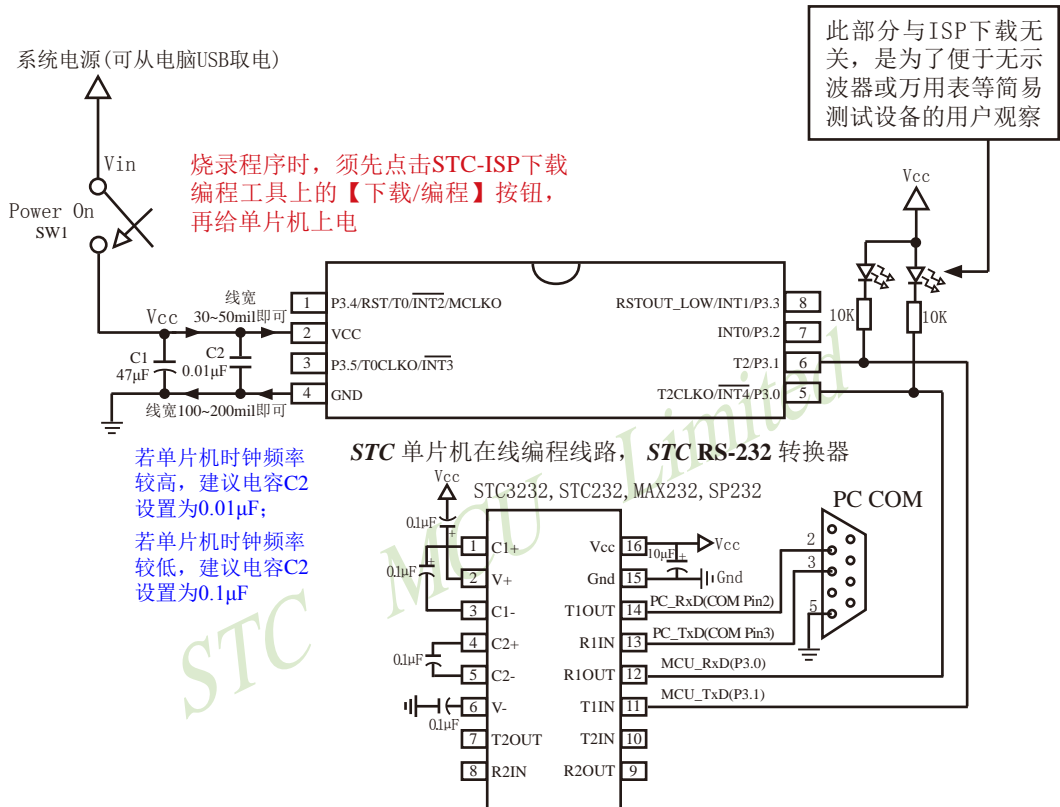 系统电源(可从电脑USB取电)
Vin
Power On
SW1
烧录程序时，须先点击STC-ISP下载
编程工具上的【下载/编程】按钮，
再给单片机上电
此部分与ISP下载无
关，是为了便于无示
波器或万用表等简易
测试设备的用户观察
Vcc
10K
10K
Vcc
线宽
30~50mil即可
C1
47μF
C2
0.01μF
线宽100~200mil即可
1 P3.4/RST/T0/INT2/MCLKO
2 VCC
3 P3.5/T0CLKO/INT3
4 GND
RSTOUT_LOW/INT1/P3.3 8
INT0/P3.2 7
T2/P3.1 6
T2CLKO/INT4/P3.0 5
若单片机时钟频率
较高，建议电容C2
设置为0.01μF;
若单片机时钟频率
较低，建议电容C2
设置为0.1μF
STC 单片机在线编程线路， STC RS-232 转换器
STC3232, STC232, MAX232, SP232
Vcc
0.1μF +
0.1μF +
0.1μF
0.1μF
1 C1+
2 V+
3 C1-
4 C2+
5 C2-
6 V-
7 T2OUT
8 R2IN
Vcc 16
Gnd 15
T1OUT 14
R1IN 13
R1OUT 12
T1IN 11
T2IN 10
R2OUT 9
10μF +
Vcc
Gnd
PC_RxD(COM Pin2)
PC_TxD(COM Pin3)
MCU_RxD(P3.0)
MCU_TxD(P3.1)
PC COM
2
3
5
STC MCU Limited